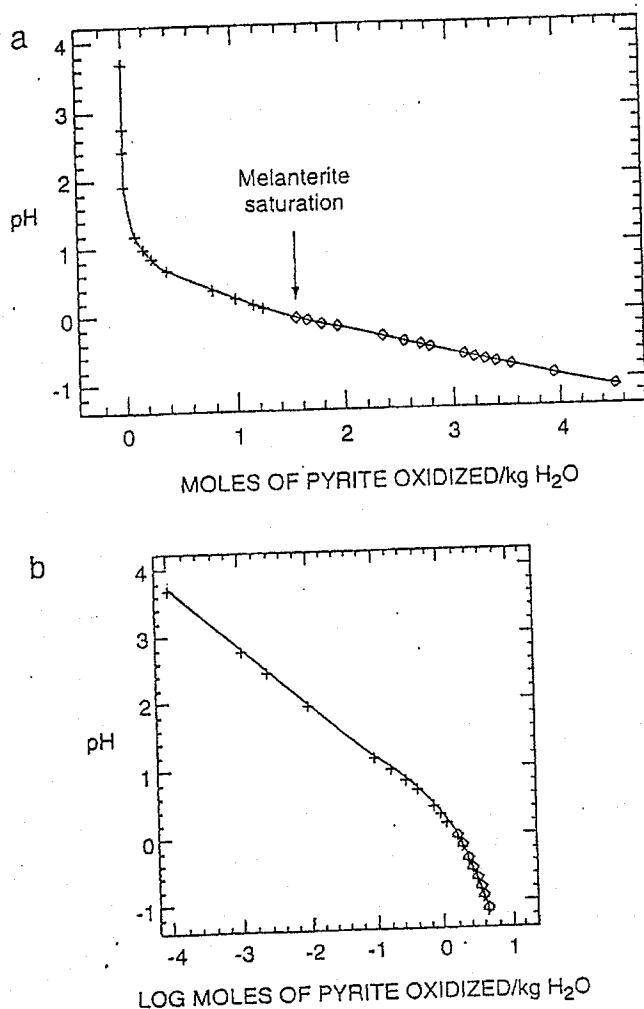 a
4
3
2
1
0
-1
pH
Melanterite
saturation
0 1 2 3 4
MOLES OF PYRITE OXIDIZED/kg H₂O
b
4
3
2
1
0
-1
pH
-4 -3 -2 -1 0 1
LOG MOLES OF PYRITE OXIDIZED/kg H₂O